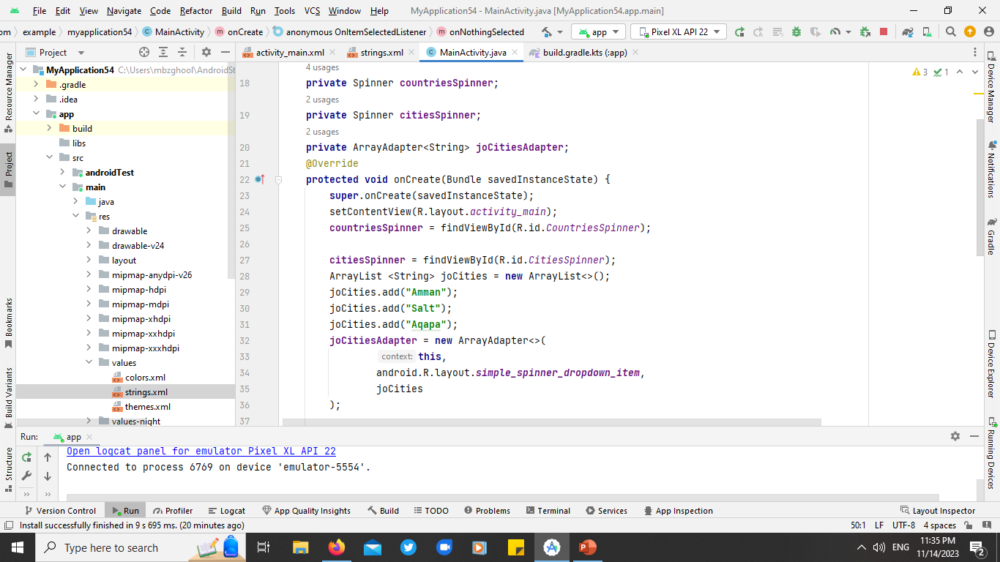 File Edit View Navigate Code Refactor Build Run Tools VCS Window Help MyApplication54 - MainActivity.java [MyApplication54.app.main]
om example myapplication54 MainActivity onCreate anonymous OnItemSelectedListener onNothingSelected app Pixel XL API 22
Project activity_main.xml strings.xml MainActivity.java build.gradle.kts (:app)
Resource Manager
Project
Bookmarks
Build Variants
Structure
MyApplication54 C:\Users\mbzghool\AndroidSt
.gradle
.idea
app
build
libs
src
androidTest
main
java
res
drawable
drawable-v24
layout
mipmap-anydpi-v26
mipmap-hdpi
mipmap-mdpi
mipmap-xhdpi
mipmap-xxhdpi
mipmap-xxxhdpi
values
colors.xml
strings.xml
themes.xml
values-night
4 usages
3 1
18 private Spinner countriesSpinner;
2 usages
19 private Spinner citiesSpinner;
2 usages
20 private ArrayAdapter<String> joCitiesAdapter;
21 @Override
22 protected void onCreate(Bundle savedInstanceState) {
23 super.onCreate(savedInstanceState);
24 setContentView(R.layout.activity_main);
25 countriesSpinner = findViewById(R.id.CountriesSpinner);
26
27 citiesSpinner = findViewById(R.id.CitiesSpinner);
28 ArrayList <String> joCities = new ArrayList<>();
29 joCities.add("Amman");
30 joCities.add("Salt");
31 joCities.add("Aqapa");
32 joCitiesAdapter = new ArrayAdapter<>(
33 context: this,
34 android.R.layout.simple_spinner_dropdown_item,
35 joCities
36 );
37
Device Manager
Notifications
Gradle
Device Explorer
Running Devices
Run: app
Open logcat panel for emulator Pixel XL API 22
Connected to process 6769 on device 'emulator-5554'.
Version Control Run Profiler Logcat App Quality Insights Build TODO Problems Terminal Services App Inspection Layout Inspector
Install successfully finished in 9 s 695 ms. (20 minutes ago) 50:1 LF UTF-8 4 spaces
Type here to search ENG 11:35 PM
11/14/2023 2